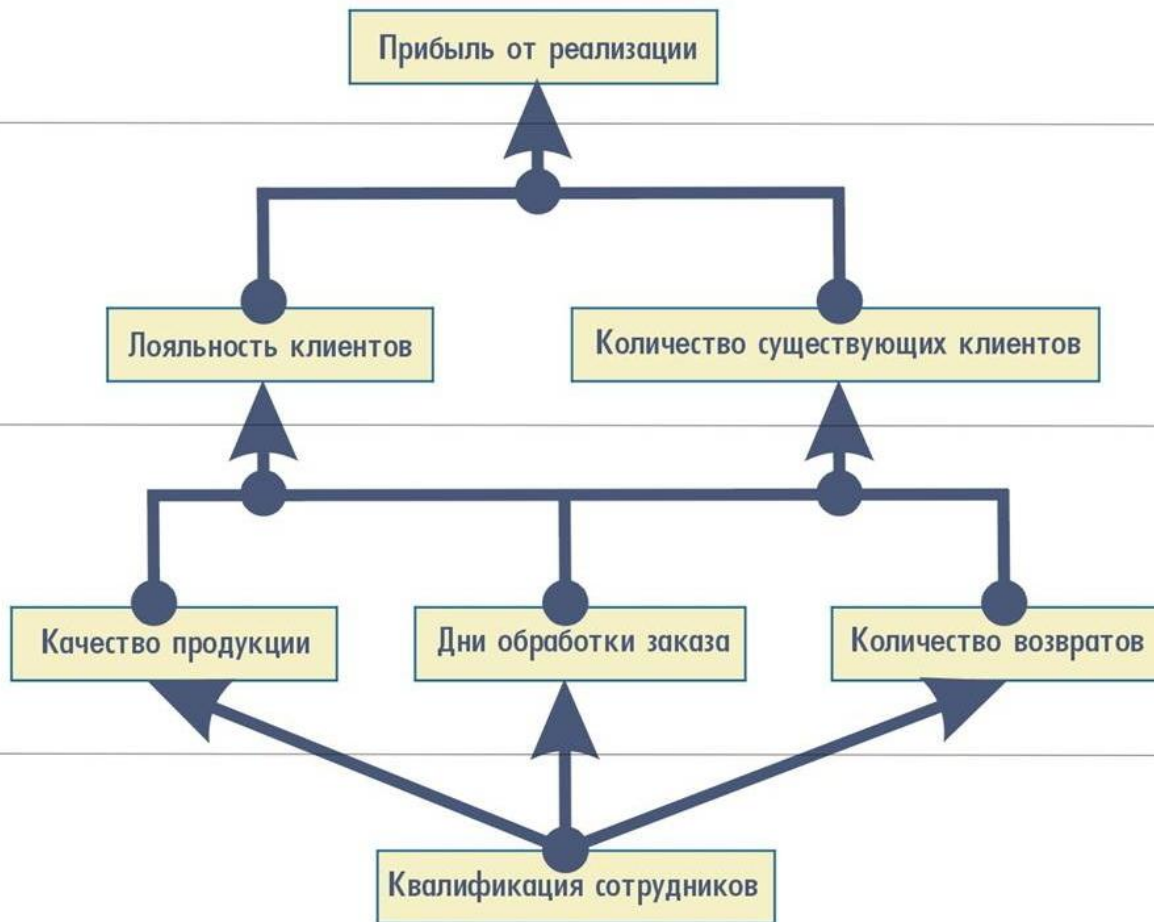 Прибыль от реализации
Лояльность клиентов
Количество существующих клиентов
Качество продукции
Дни обработки заказа
Количество возвратов
Квалификация сотрудников